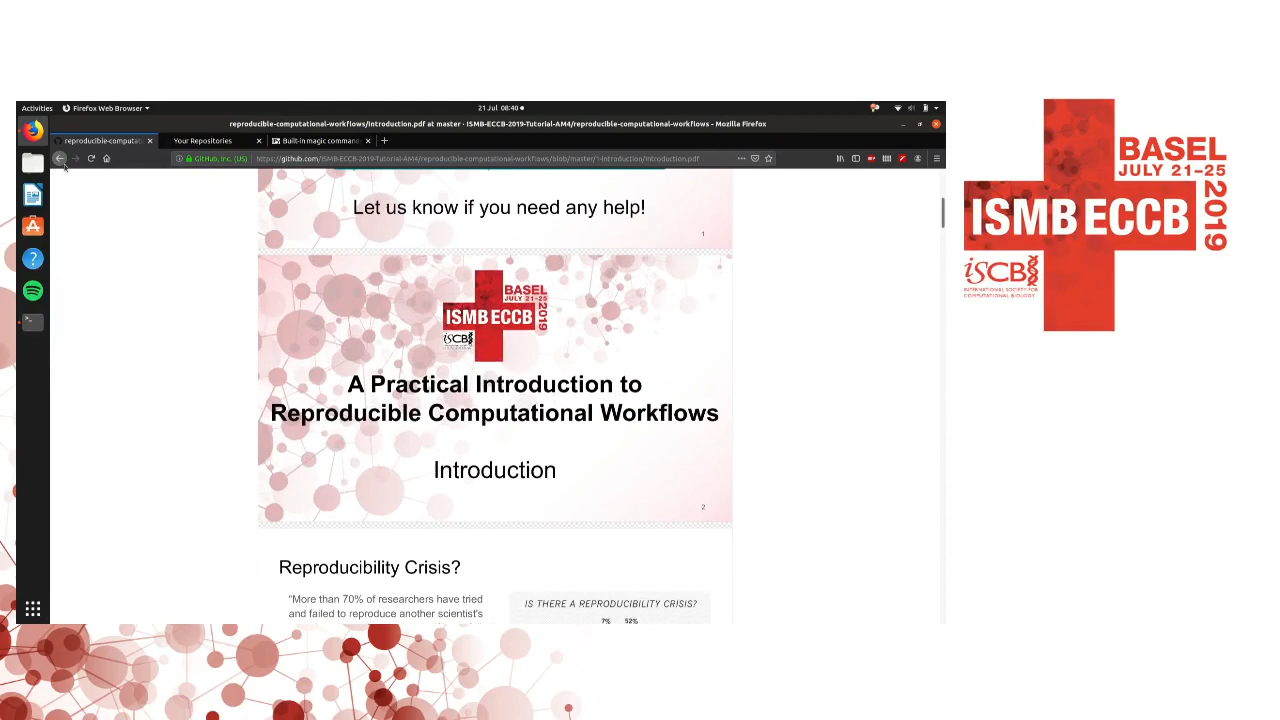 Activities
Firefox Web Browser
21 Jul 08:40
reproducible-computational-workflows/Introduction.pdf at master · ISMB-ECCB-2019-Tutorial-AM4/reproducible-computational-workflows - Mozilla Firefox
reproducible-computat
Your Repositories
Built-in magic command
GitHub, Inc. (US)
https://github.com/ISMB-ECCB-2019-Tutorial-AM4/reproducible-computational-workflows/blob/master/1-Introduction/Introduction.pdf
Let us know if you need any help!
1
BASEL
JULY 21-25
2019
ISMB ECCB
iSCB
A Practical Introduction to
Reproducible Computational Workflows
Introduction
2
Reproducibility Crisis?
"More than 70% of researchers have tried
and failed to reproduce another scientist's
IS THERE A REPRODUCIBILITY CRISIS?
7% 52%
BASEL
JULY 21–25
2019
ISMB ECCB
iSCB
INTERNATIONAL SOCIETY FOR
COMPUTATIONAL BIOLOGY